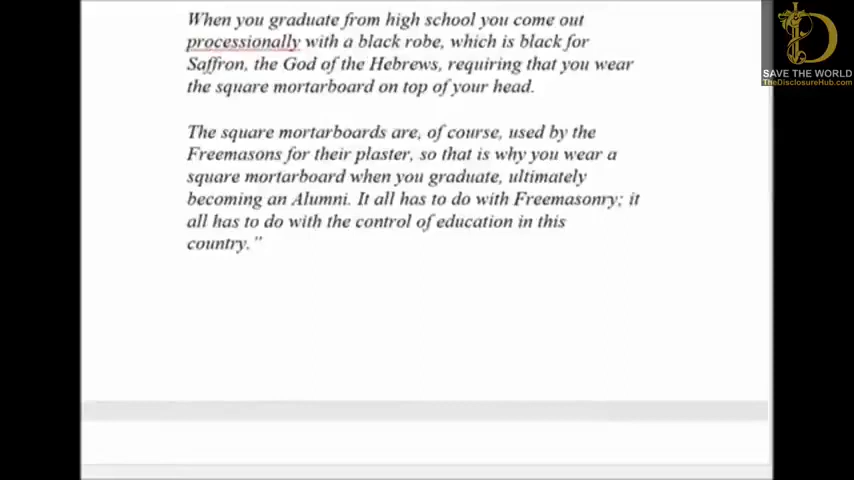 When you graduate from high school you come out
processionally with a black robe, which is black for
Saffron, the God of the Hebrews, requiring that you wear
the square mortarboard on top of your head.
The square mortarboards are, of course, used by the
Freemasons for their plaster, so that is why you wear a
square mortarboard when you graduate, ultimately
becoming an Alumni. It all has to do with Freemasonry; it
all has to do with the control of education in this
country."
D
SAVE THE WORLD
TheDisclosureHub.com